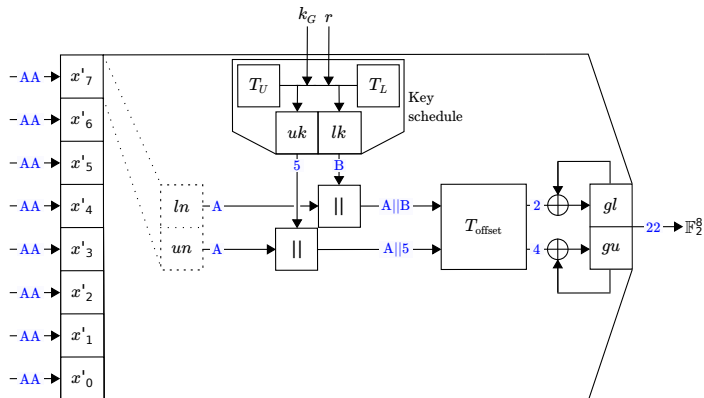 k_G r
AA x'_7 T_U T_L
Key
schedule
AA x'_6 uk lk
AA x'_5 5 B
AA x'_4 ln A || A||B T_offset 2 gl
AA x'_3 un A || A||5 4 gu 22 𝔽_2^8
AA x'_2
AA x'_1
AA x'_0